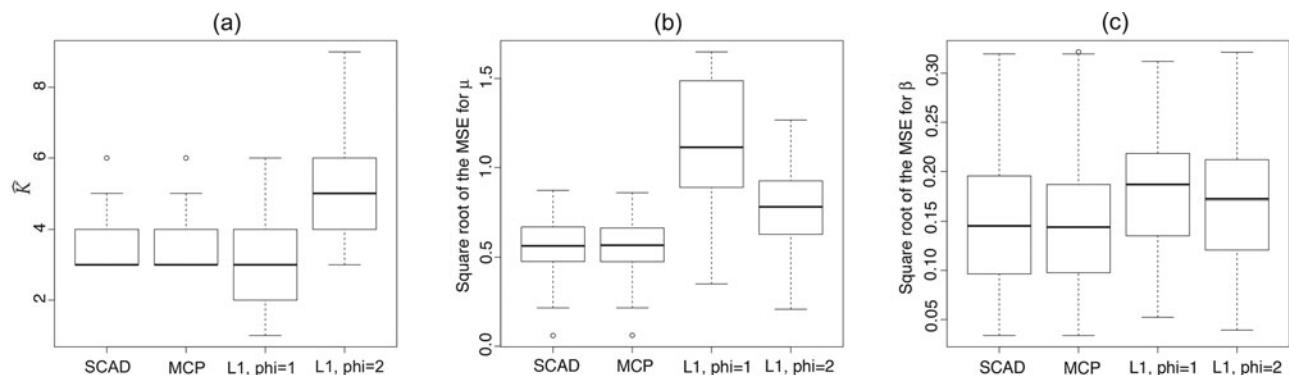 (a)
8
6
4
2
K̂
SCAD MCP L1, phi=1 L1, phi=2
(b)
1.5
1.0
0.5
0.0
Square root of the MSE for μ
SCAD MCP L1, phi=1 L1, phi=2
(c)
0.30
0.25
0.20
0.15
0.10
0.05
Square root of the MSE for β
SCAD MCP L1, phi=1 L1, phi=2